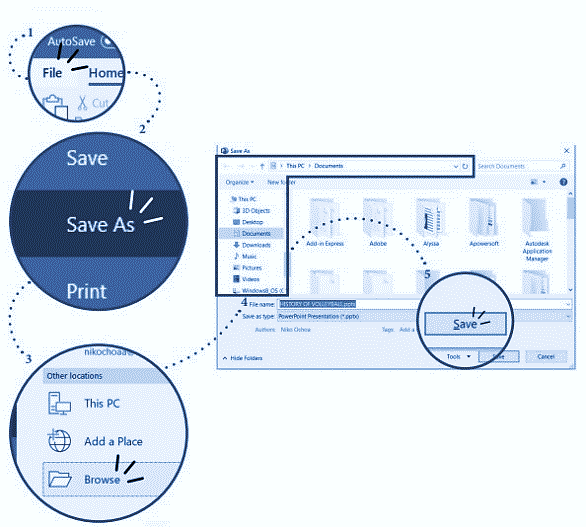 1
AutoSave
File Home
Cut
2
Save
Save As
Print
3
nikochoaa@
Other locations
This PC
Add a Place
Browse
4
Save As
This PC › Documents
Search Documents
Organize
New folder
This PC
3D Objects
Desktop
Documents
Downloads
Music
Pictures
Videos
Windows8_OS (C
Add-in Express
Adobe
Alyssa
Apowersoft
Autodesk
Application
Manager
File name: HISTORY OF VOLLEYBALL.pptx
Save as type: PowerPoint Presentation (*.pptx)
Authors: Niko Ochoa
Tags: Add a
Hide Folders
Tools
Save
Cancel
5
Save